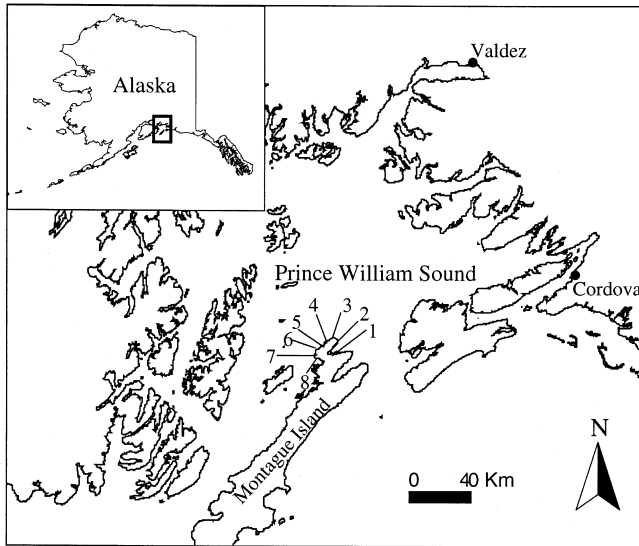 Valdez
Alaska
Prince William Sound
Cordova
4 3
5 2
6 1
7
8
Montague Island
N
0 40 Km